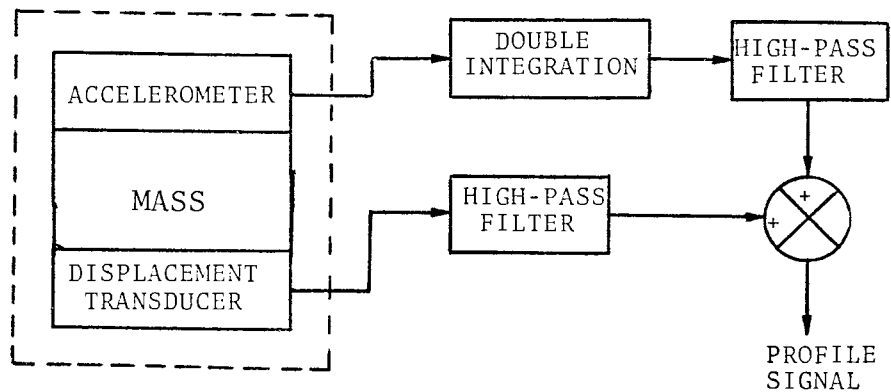 ACCELEROMETER
MASS
DISPLACEMENT
TRANSDUCER
DOUBLE
INTEGRATION
HIGH-PASS
FILTER
HIGH-PASS
FILTER
+
+
PROFILE
SIGNAL